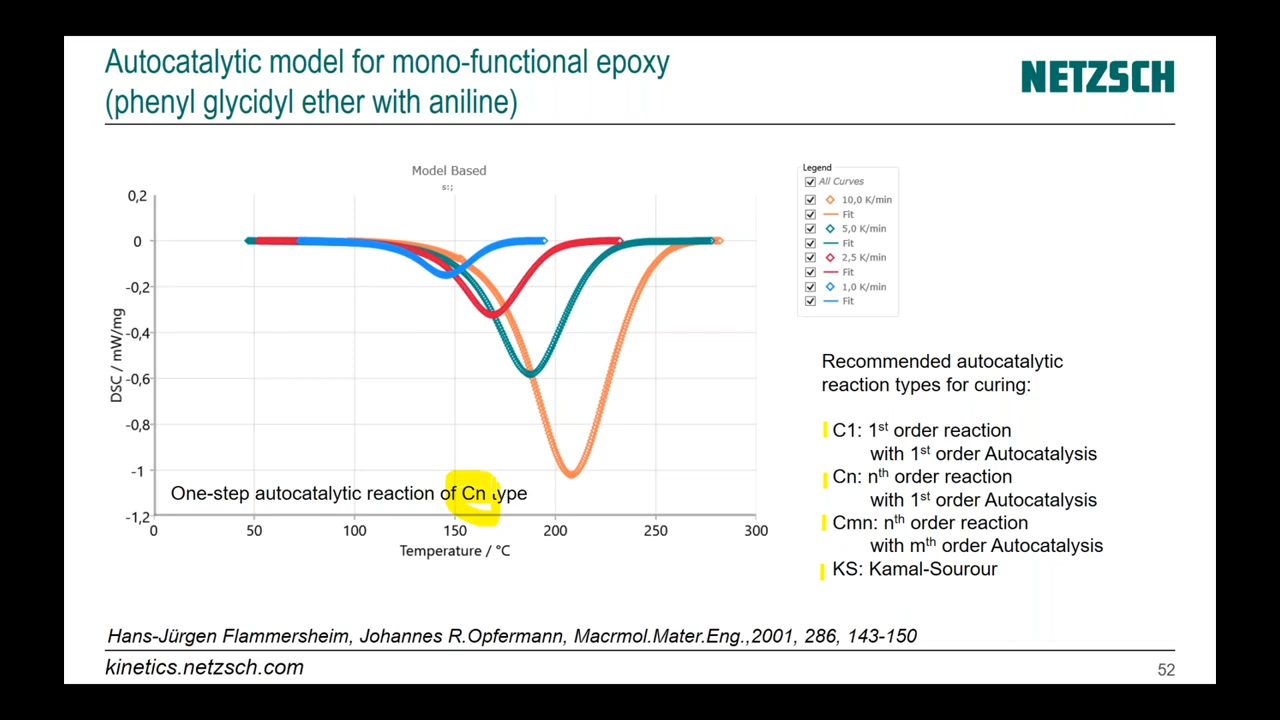 Autocatalytic model for mono-functional epoxy
(phenyl glycidyl ether with aniline)
NETZSCH
Model Based
s:;
0,2
0
-0,2
-0,4
-0,6
-0,8
-1
-1,2
DSC / mW/mg
0
50
100
150
200
250
300
Temperature / °C
One-step autocatalytic reaction of Cn type
Legend
All Curves
10,0 K/min
Fit
5,0 K/min
Fit
2,5 K/min
Fit
1,0 K/min
Fit
Recommended autocatalytic
reaction types for curing:
C1: 1st order reaction
with 1st order Autocatalysis
Cn: nth order reaction
with 1st order Autocatalysis
Cmn: nth order reaction
with mth order Autocatalysis
KS: Kamal-Sourour
Hans-Jürgen Flammersheim, Johannes R.Opfermann, Macrmol.Mater.Eng.,2001, 286, 143-150
kinetics.netzsch.com
52